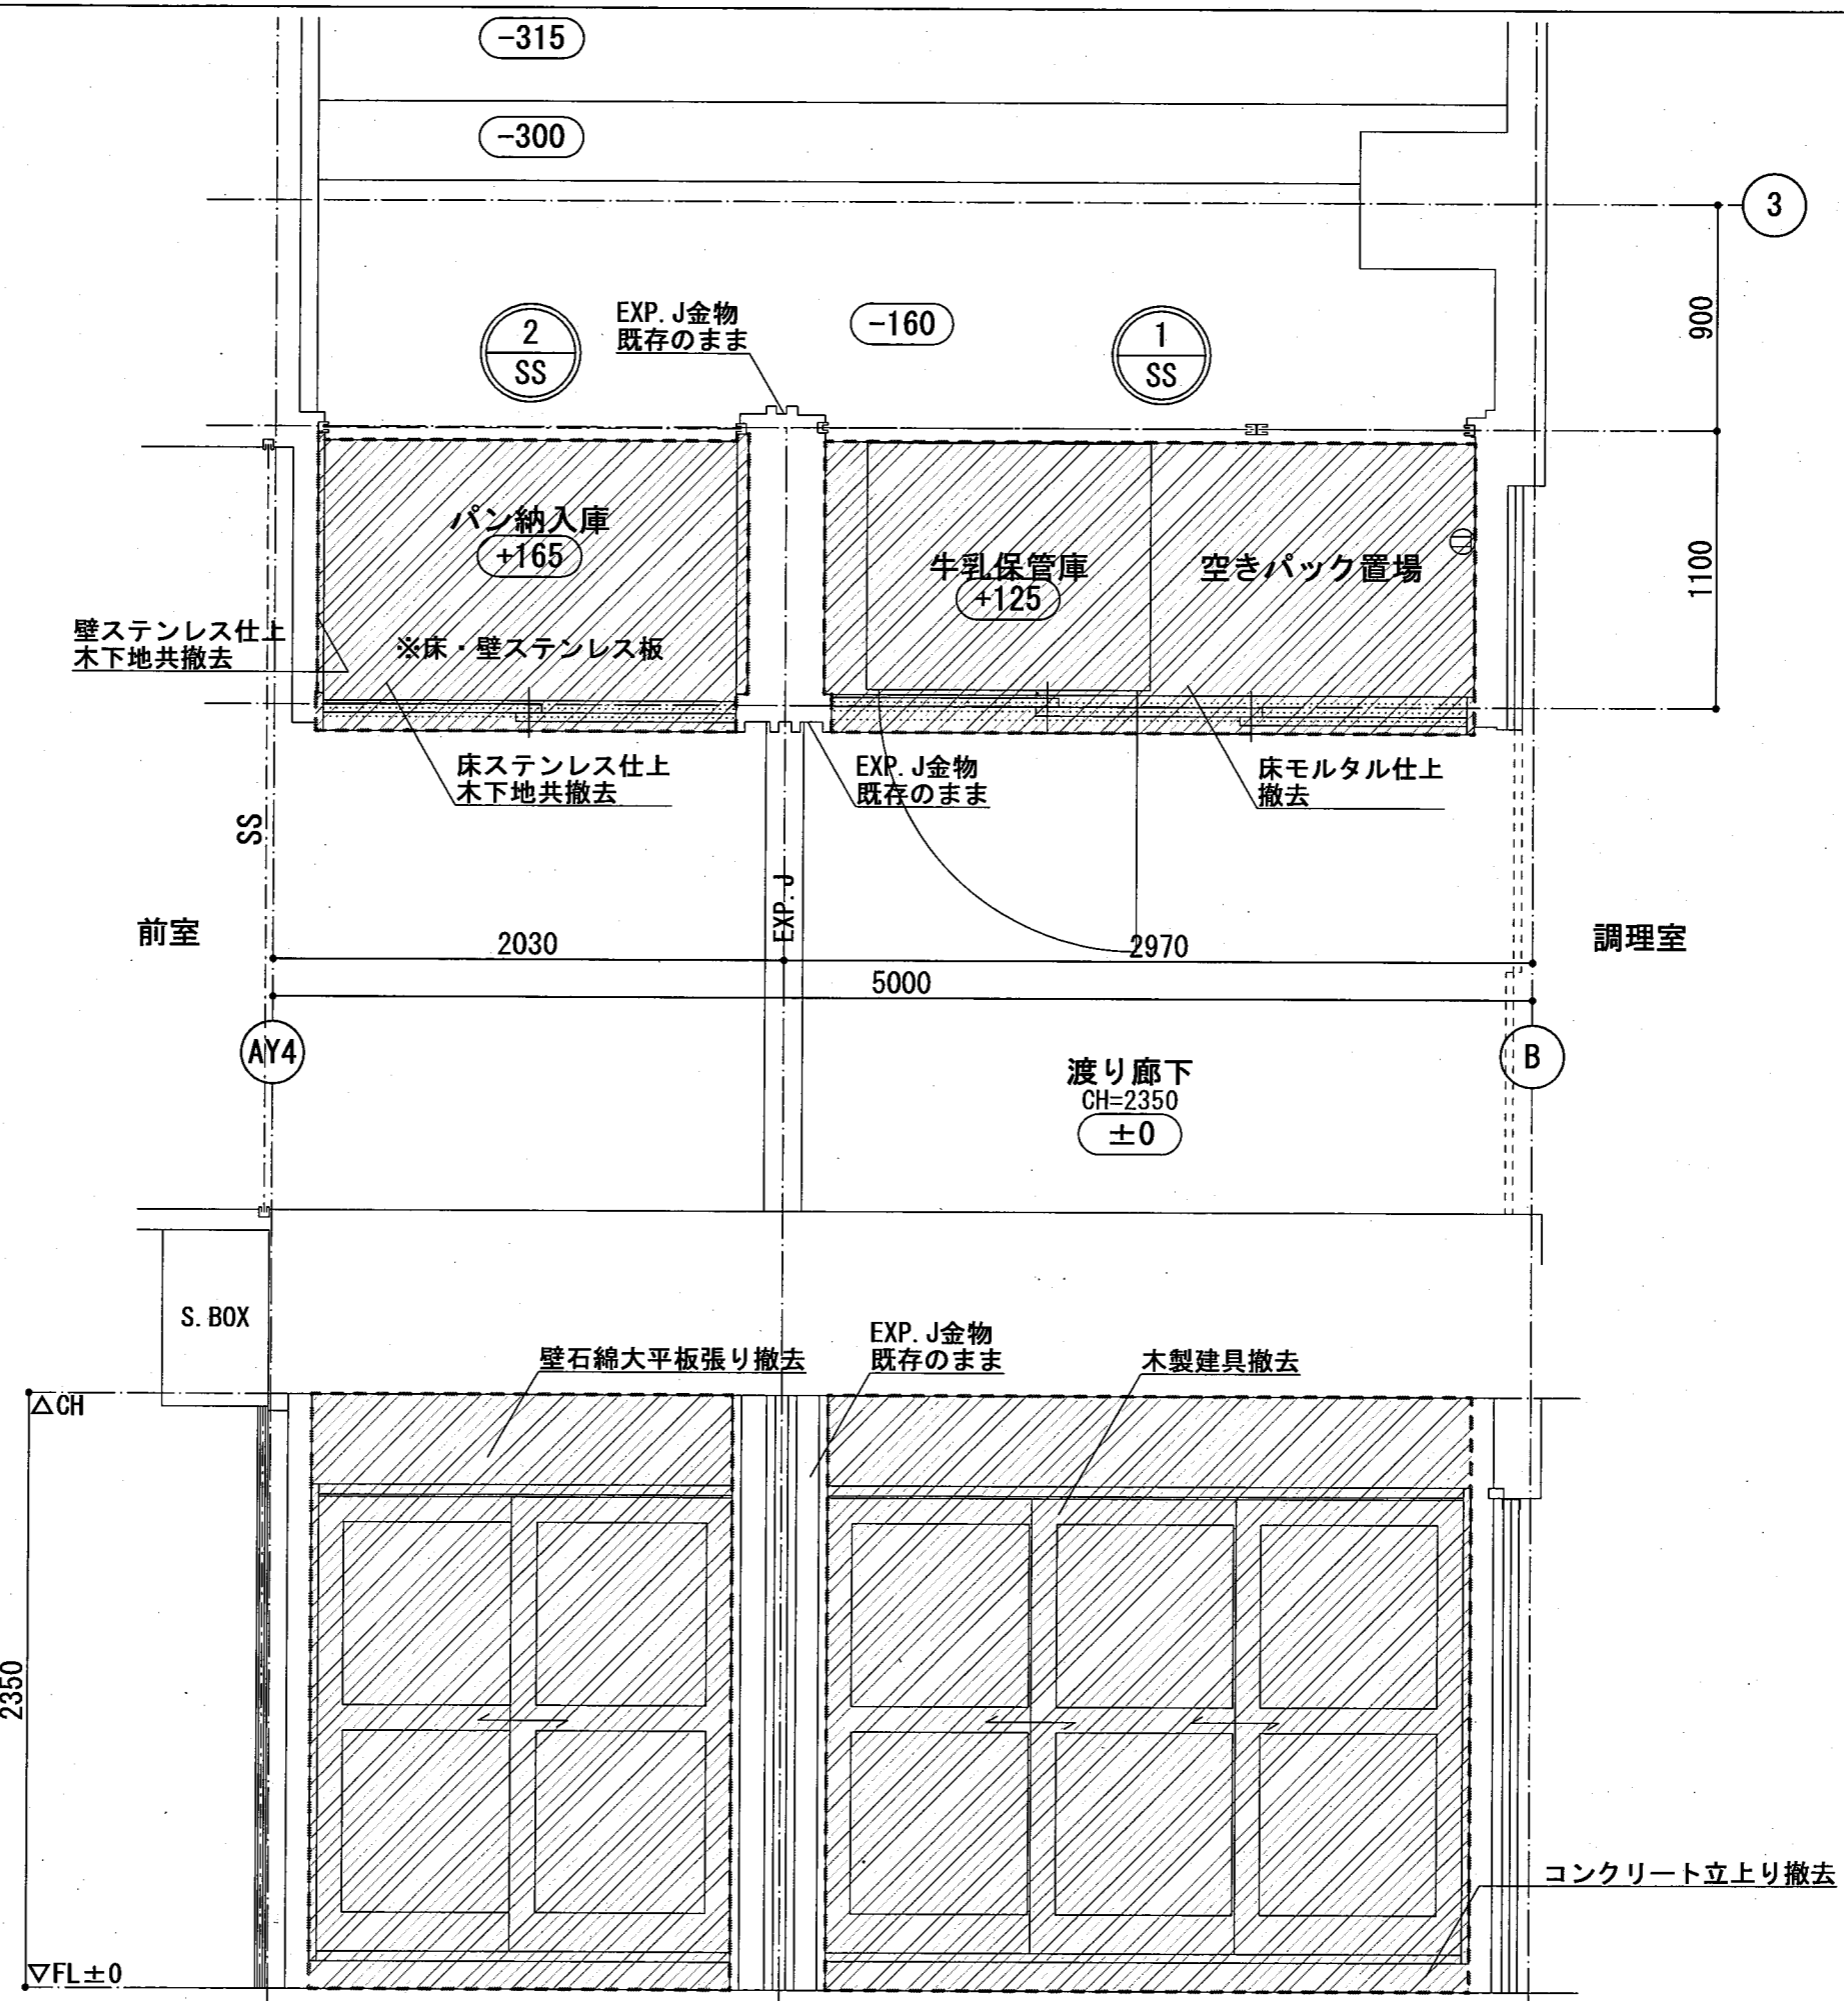 -315
-300
3
900
2
SS
EXP. J金物
既存のまま
-160
1
SS
パン納入庫
+165
牛乳保管庫
+125
空きパック置場
1100
壁ステンレス仕上
木下地共撤去
※床・壁ステンレス板
床ステンレス仕上
木下地共撤去
EXP. J金物
既存のまま
床モルタル仕上
撤去
SS
EXP. J
前室
2030
2970
調理室
5000
AY4
B
渡り廊下
CH=2350
±0
S. BOX
壁石綿大平板張り撤去
EXP. J金物
既存のまま
木製建具撤去
△CH
2350
コンクリート立上り撤去
▽FL±0